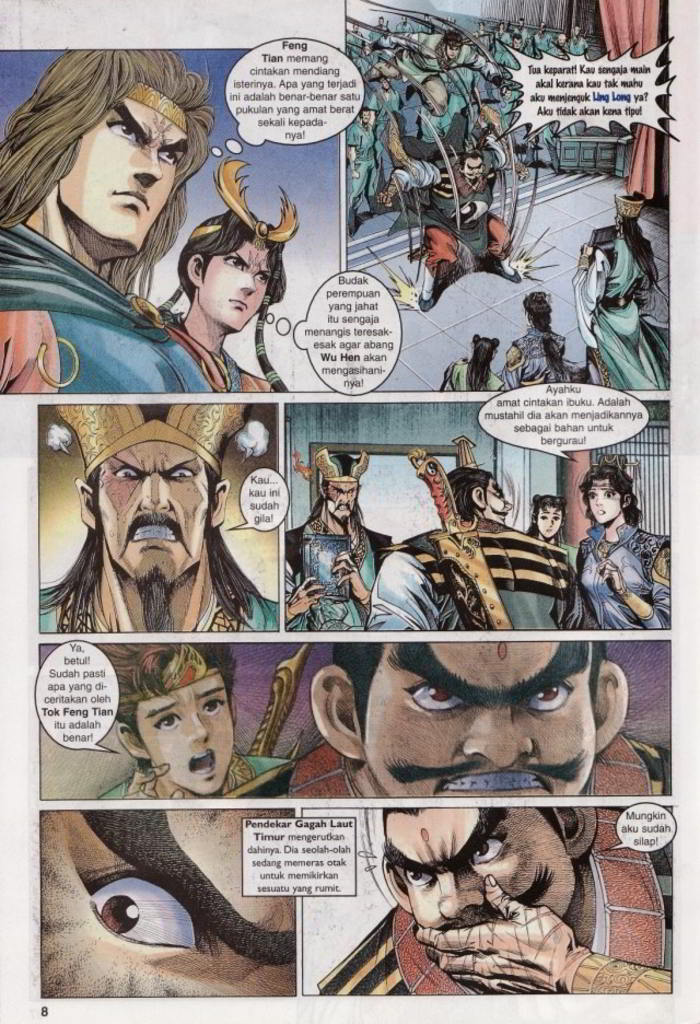 Feng
Tian memang
cintakan mendiang
isterinya. Apa yang terjadi
ini adalah benar-benar satu
pukulan yang amat berat
sekali kepada-
nya!
Tua keparat! Kau sengaja main
akal kerana kau tak mahu
aku menjenguk Ling Long ya?
Aku tidak akan kena tipu!
Budak
perempuan
yang jahat
itu sengaja
menangis teresak-
esak agar abang
Wu Hen akan
mengasihani-
nya!
Kau...
kau ini
sudah
gila!
Ayahku
amat cintakan ibuku. Adalah
mustahil dia akan menjadikannya
sebagai bahan untuk
bergurau!
Ya,
betul!
Sudah pasti
apa yang di-
ceritakan oleh
Tok Feng Tian
itu adalah
benar!
Pendekar Gagah Laut
Timur mengerutkan
dahinya. Dia seolah-olah
sedang memeras otak
untuk memikirkan
sesuatu yang rumit.
Mungkin
aku sudah
silap!
8